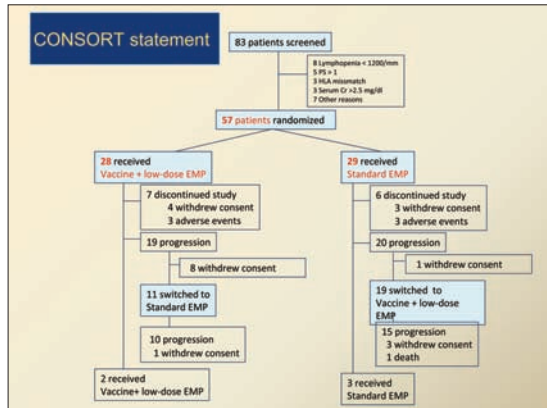 CONSORT statement
83 patients screened
8 Lymphopenia < 1200/mm
5 PS > 1
3 HLA missmatch
3 Serum Cr >2.5 mg/dl
7 Other reasons
57 patients randomized
28 received
Vaccine + low-dose EMP
7 discontinued study
4 withdrew consent
3 adverse events
19 progression
8 withdrew consent
11 switched to
Standard EMP
10 progression
1 withdrew consent
2 received
Vaccine+ low-dose EMP
29 received
Standard EMP
6 discontinued study
3 withdrew consent
3 adverse events
20 progression
1 withdrew consent
19 switched to
Vaccine + low-dose
EMP
15 progression
3 withdrew consent
1 death
3 received
Standard EMP